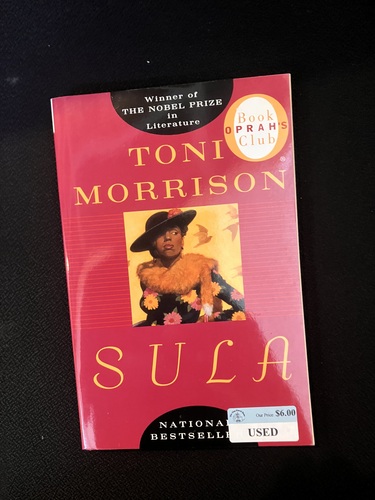 Winner of
THE NOBEL PRIZE
in
Literature
Book
OPRAH'S
Club
TONI
MORRISON
SULA
NATIONAL
BESTSELLE
Our Price: $6.00
USED